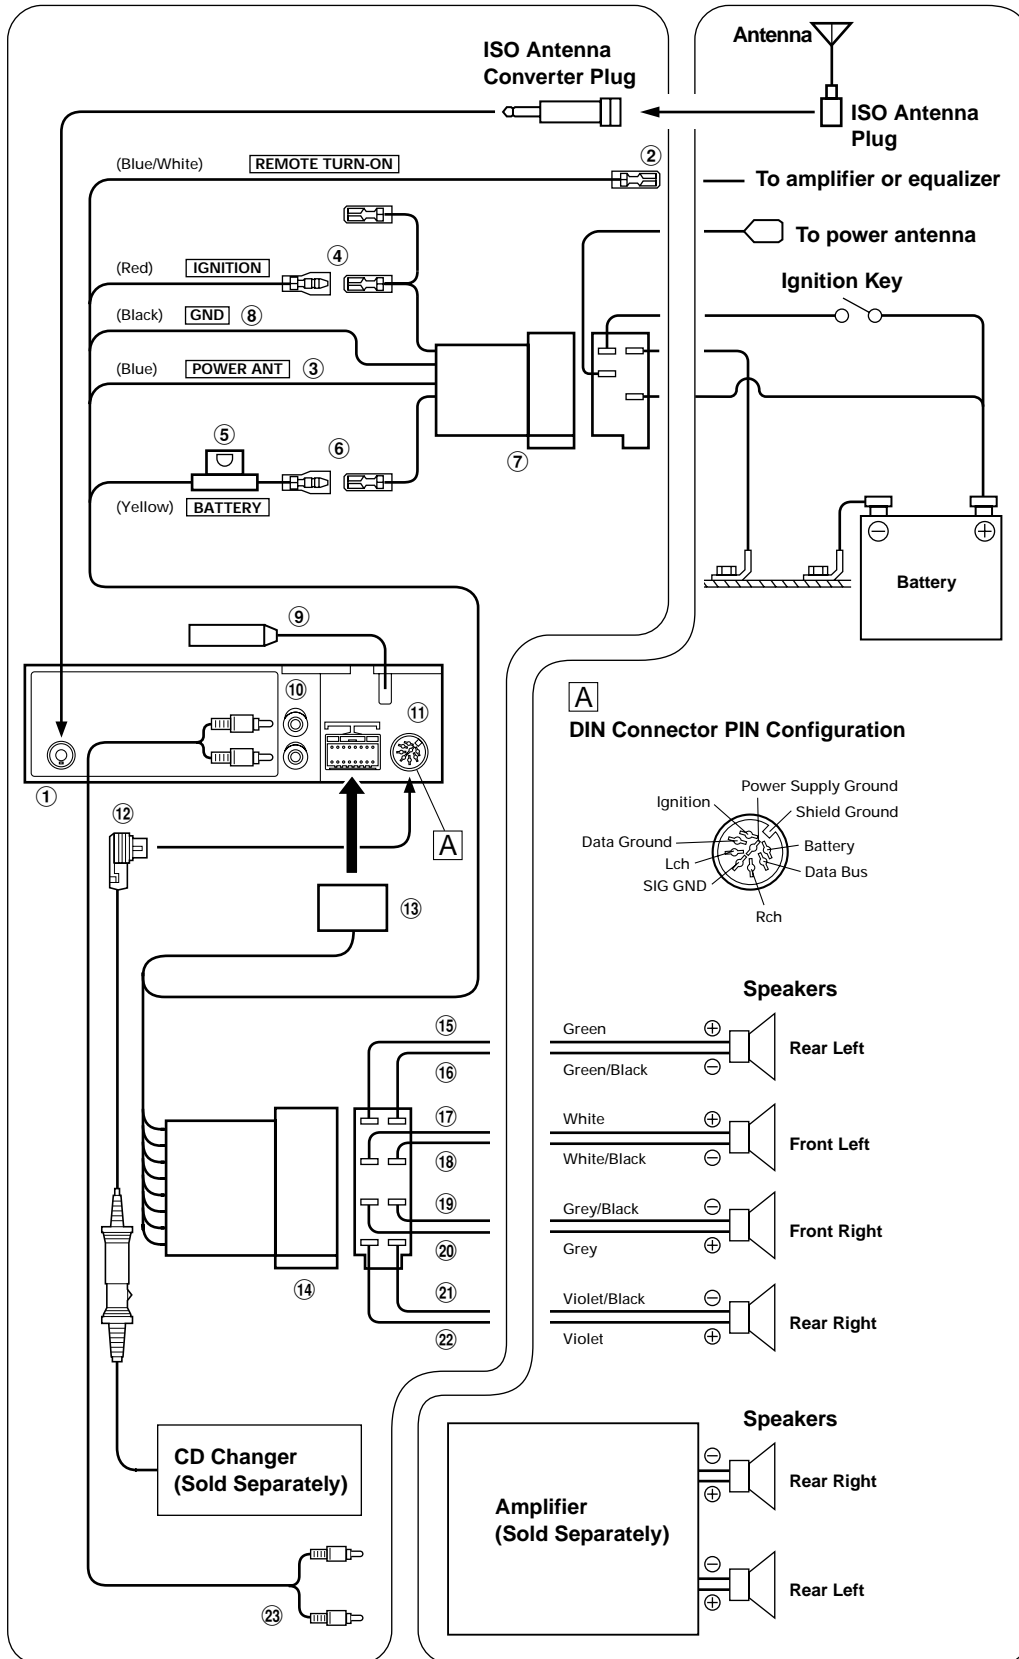 Antenna
ISO Antenna
Converter Plug
ISO Antenna
Plug
(Blue/White) REMOTE TURN-ON ②
To amplifier or equalizer
To power antenna
④
(Red) IGNITION
Ignition Key
(Black) GND ⑧
(Blue) POWER ANT ③
⑤
⑥
⑦
(Yellow) BATTERY
⊖ ⊕
Battery
⑨
⑩
⑪
①
⑫
A
⑬
A
DIN Connector PIN Configuration
Power Supply Ground
Ignition
Shield Ground
Data Ground
Battery
Lch
Data Bus
SIG GND
Rch
Speakers
⑮ Green ⊕
Rear Left
⑯ Green/Black ⊖
⑰ White ⊕
Front Left
⑱ White/Black ⊖
⑲ Grey/Black ⊖
Front Right
⑳ Grey ⊕
⑭
㉑ Violet/Black ⊖
Rear Right
㉒ Violet ⊕
CD Changer
(Sold Separately)
㉓
Speakers
Amplifier
(Sold Separately)
⊖
Rear Right
⊕
⊖
Rear Left
⊕